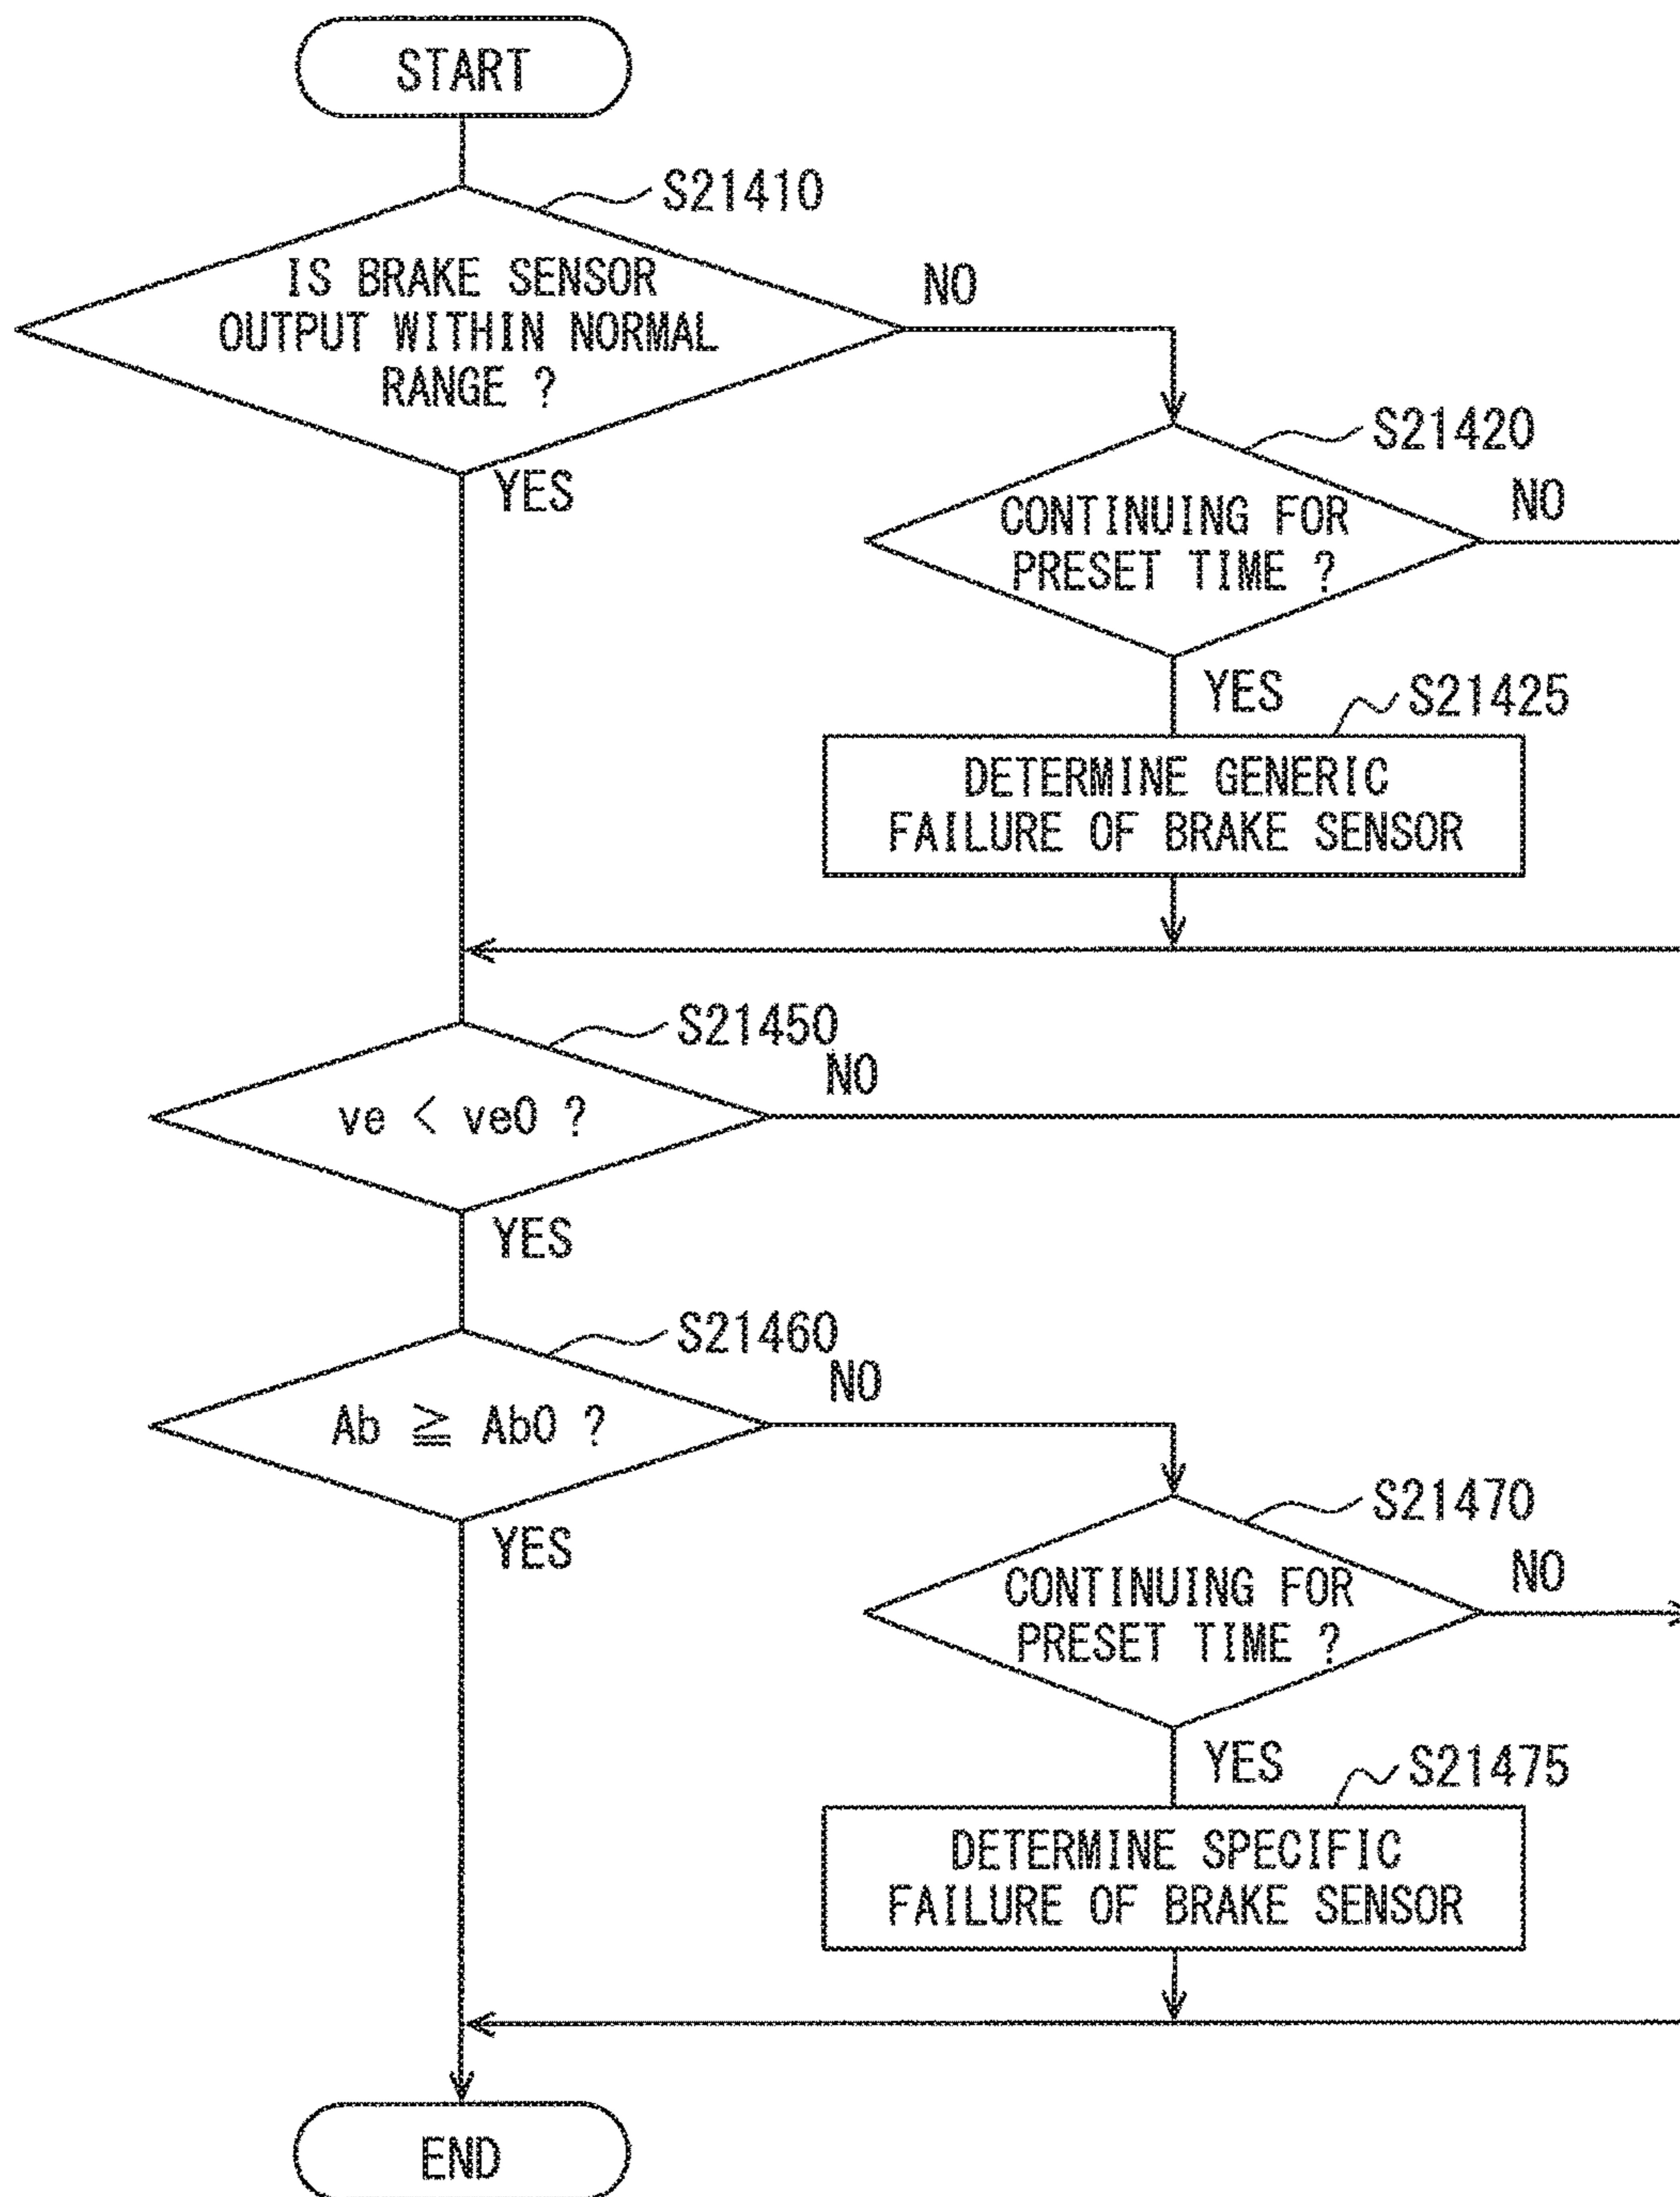 START
S21410
IS BRAKE SENSOR
OUTPUT WITHIN NORMAL
RANGE ?
NO
YES
S21420
CONTINUING FOR
PRESET TIME ?
NO
YES
S21425
DETERMINE GENERIC
FAILURE OF BRAKE SENSOR
S21450
NO
ve < ve0 ?
YES
S21460
NO
Ab ≧ Ab0 ?
YES
S21470
CONTINUING FOR
PRESET TIME ?
NO
YES
S21475
DETERMINE SPECIFIC
FAILURE OF BRAKE SENSOR
END